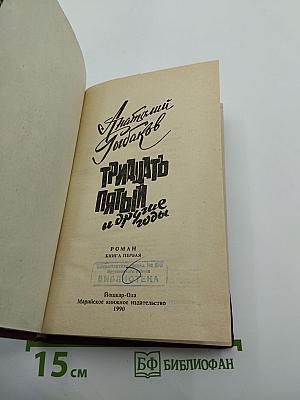 Анатолий
Рыбаков
ТРИДЦАТЬ
ПЯТЫЙ
и другие
годы
РОМАН
КНИГА ПЕРВАЯ
БИБЛИОТЕКА
Йошкар-Ола
Марийское книжное издательство
1990
15 см
БФ БИБЛИОФАН